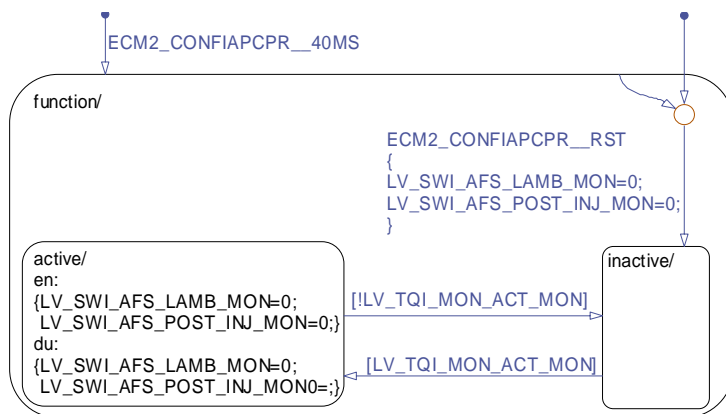 ECM2_CONFIAPCPR__40MS
function/
ECM2_CONFIAPCPR__RST
{
LV_SWI_AFS_LAMB_MON=0;
LV_SWI_AFS_POST_INJ_MON=0;
}
active/
en:
{LV_SWI_AFS_LAMB_MON=0;
LV_SWI_AFS_POST_INJ_MON=0;}
du:
{LV_SWI_AFS_LAMB_MON=0;
LV_SWI_AFS_POST_INJ_MON0=;}
[!LV_TQI_MON_ACT_MON]
[LV_TQI_MON_ACT_MON]
inactive/